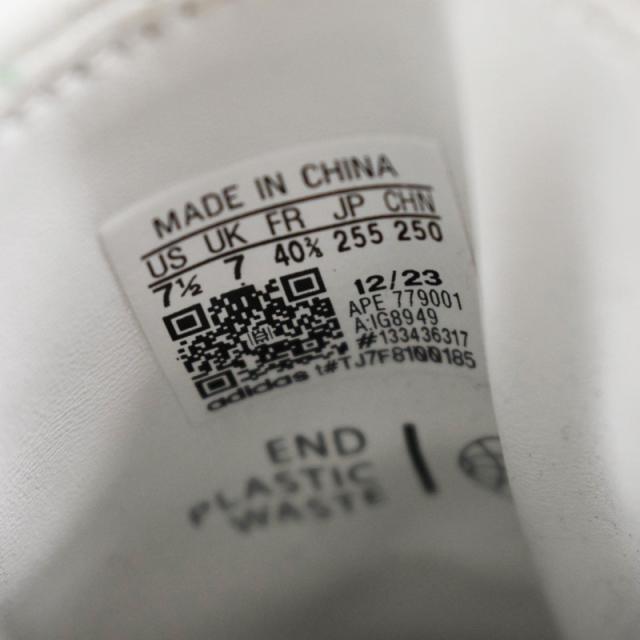 MADE IN CHINA
US UK FR JP CHN
7½ 7 40⅔ 255 250
12/23
APE 779001
A:IG8949
#133436317
adidas t#TJ7F8100185
END
PLASTIC
WASTE